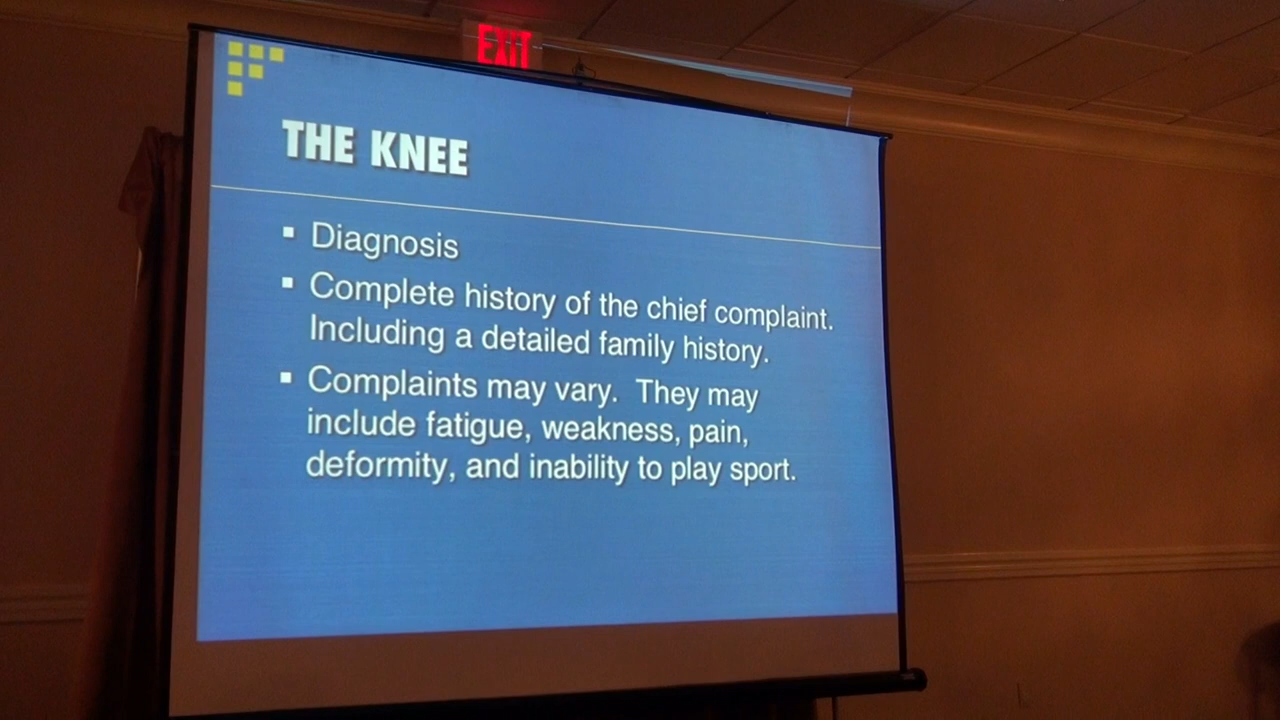 EXIT
THE KNEE
Diagnosis
Complete history of the chief complaint.
Including a detailed family history.
Complaints may vary. They may
include fatigue, weakness, pain,
deformity, and inability to play sport.